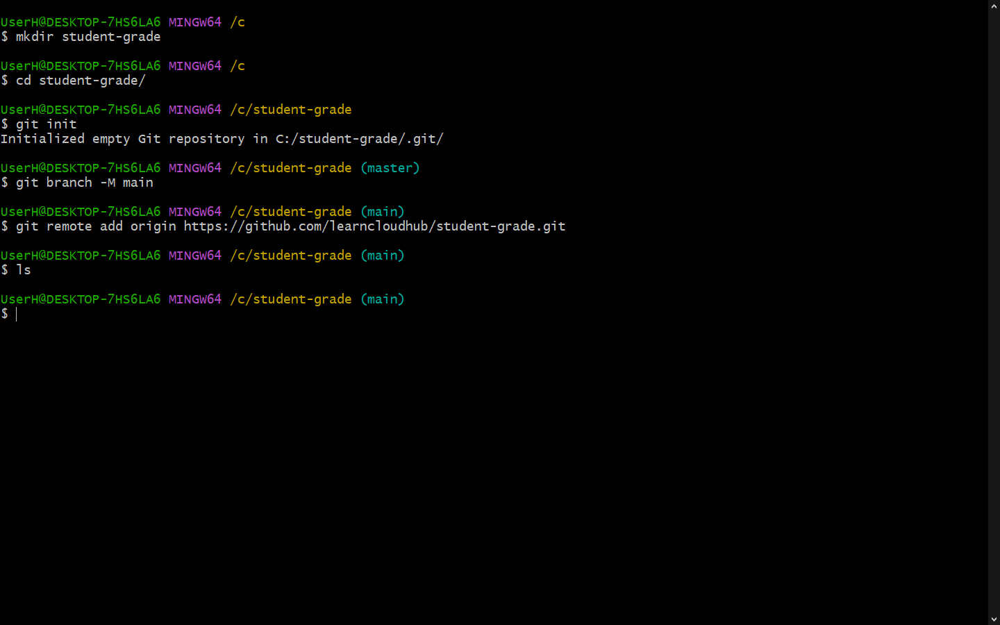 UserH@DESKTOP-7HS6LA6 MINGW64 /c
$ mkdir student-grade
UserH@DESKTOP-7HS6LA6 MINGW64 /c
$ cd student-grade/
UserH@DESKTOP-7HS6LA6 MINGW64 /c/student-grade
$ git init
Initialized empty Git repository in C:/student-grade/.git/
UserH@DESKTOP-7HS6LA6 MINGW64 /c/student-grade (master)
$ git branch -M main
UserH@DESKTOP-7HS6LA6 MINGW64 /c/student-grade (main)
$ git remote add origin https://github.com/learncloudhub/student-grade.git
UserH@DESKTOP-7HS6LA6 MINGW64 /c/student-grade (main)
$ ls
UserH@DESKTOP-7HS6LA6 MINGW64 /c/student-grade (main)
$